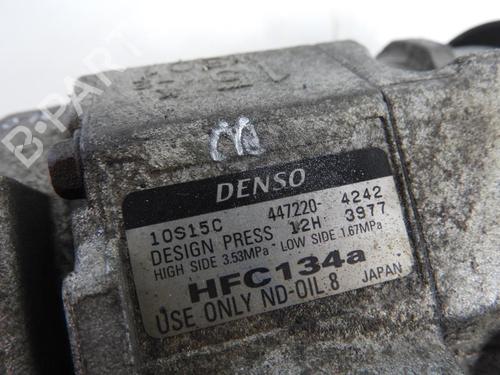 DENSO
10S15C 447220- 4242
DESIGN PRESS 12H 3977
HIGH SIDE 3.53MPa - LOW SIDE 1.67MPa
HFC134a
USE ONLY ND-OIL 8 JAPAN